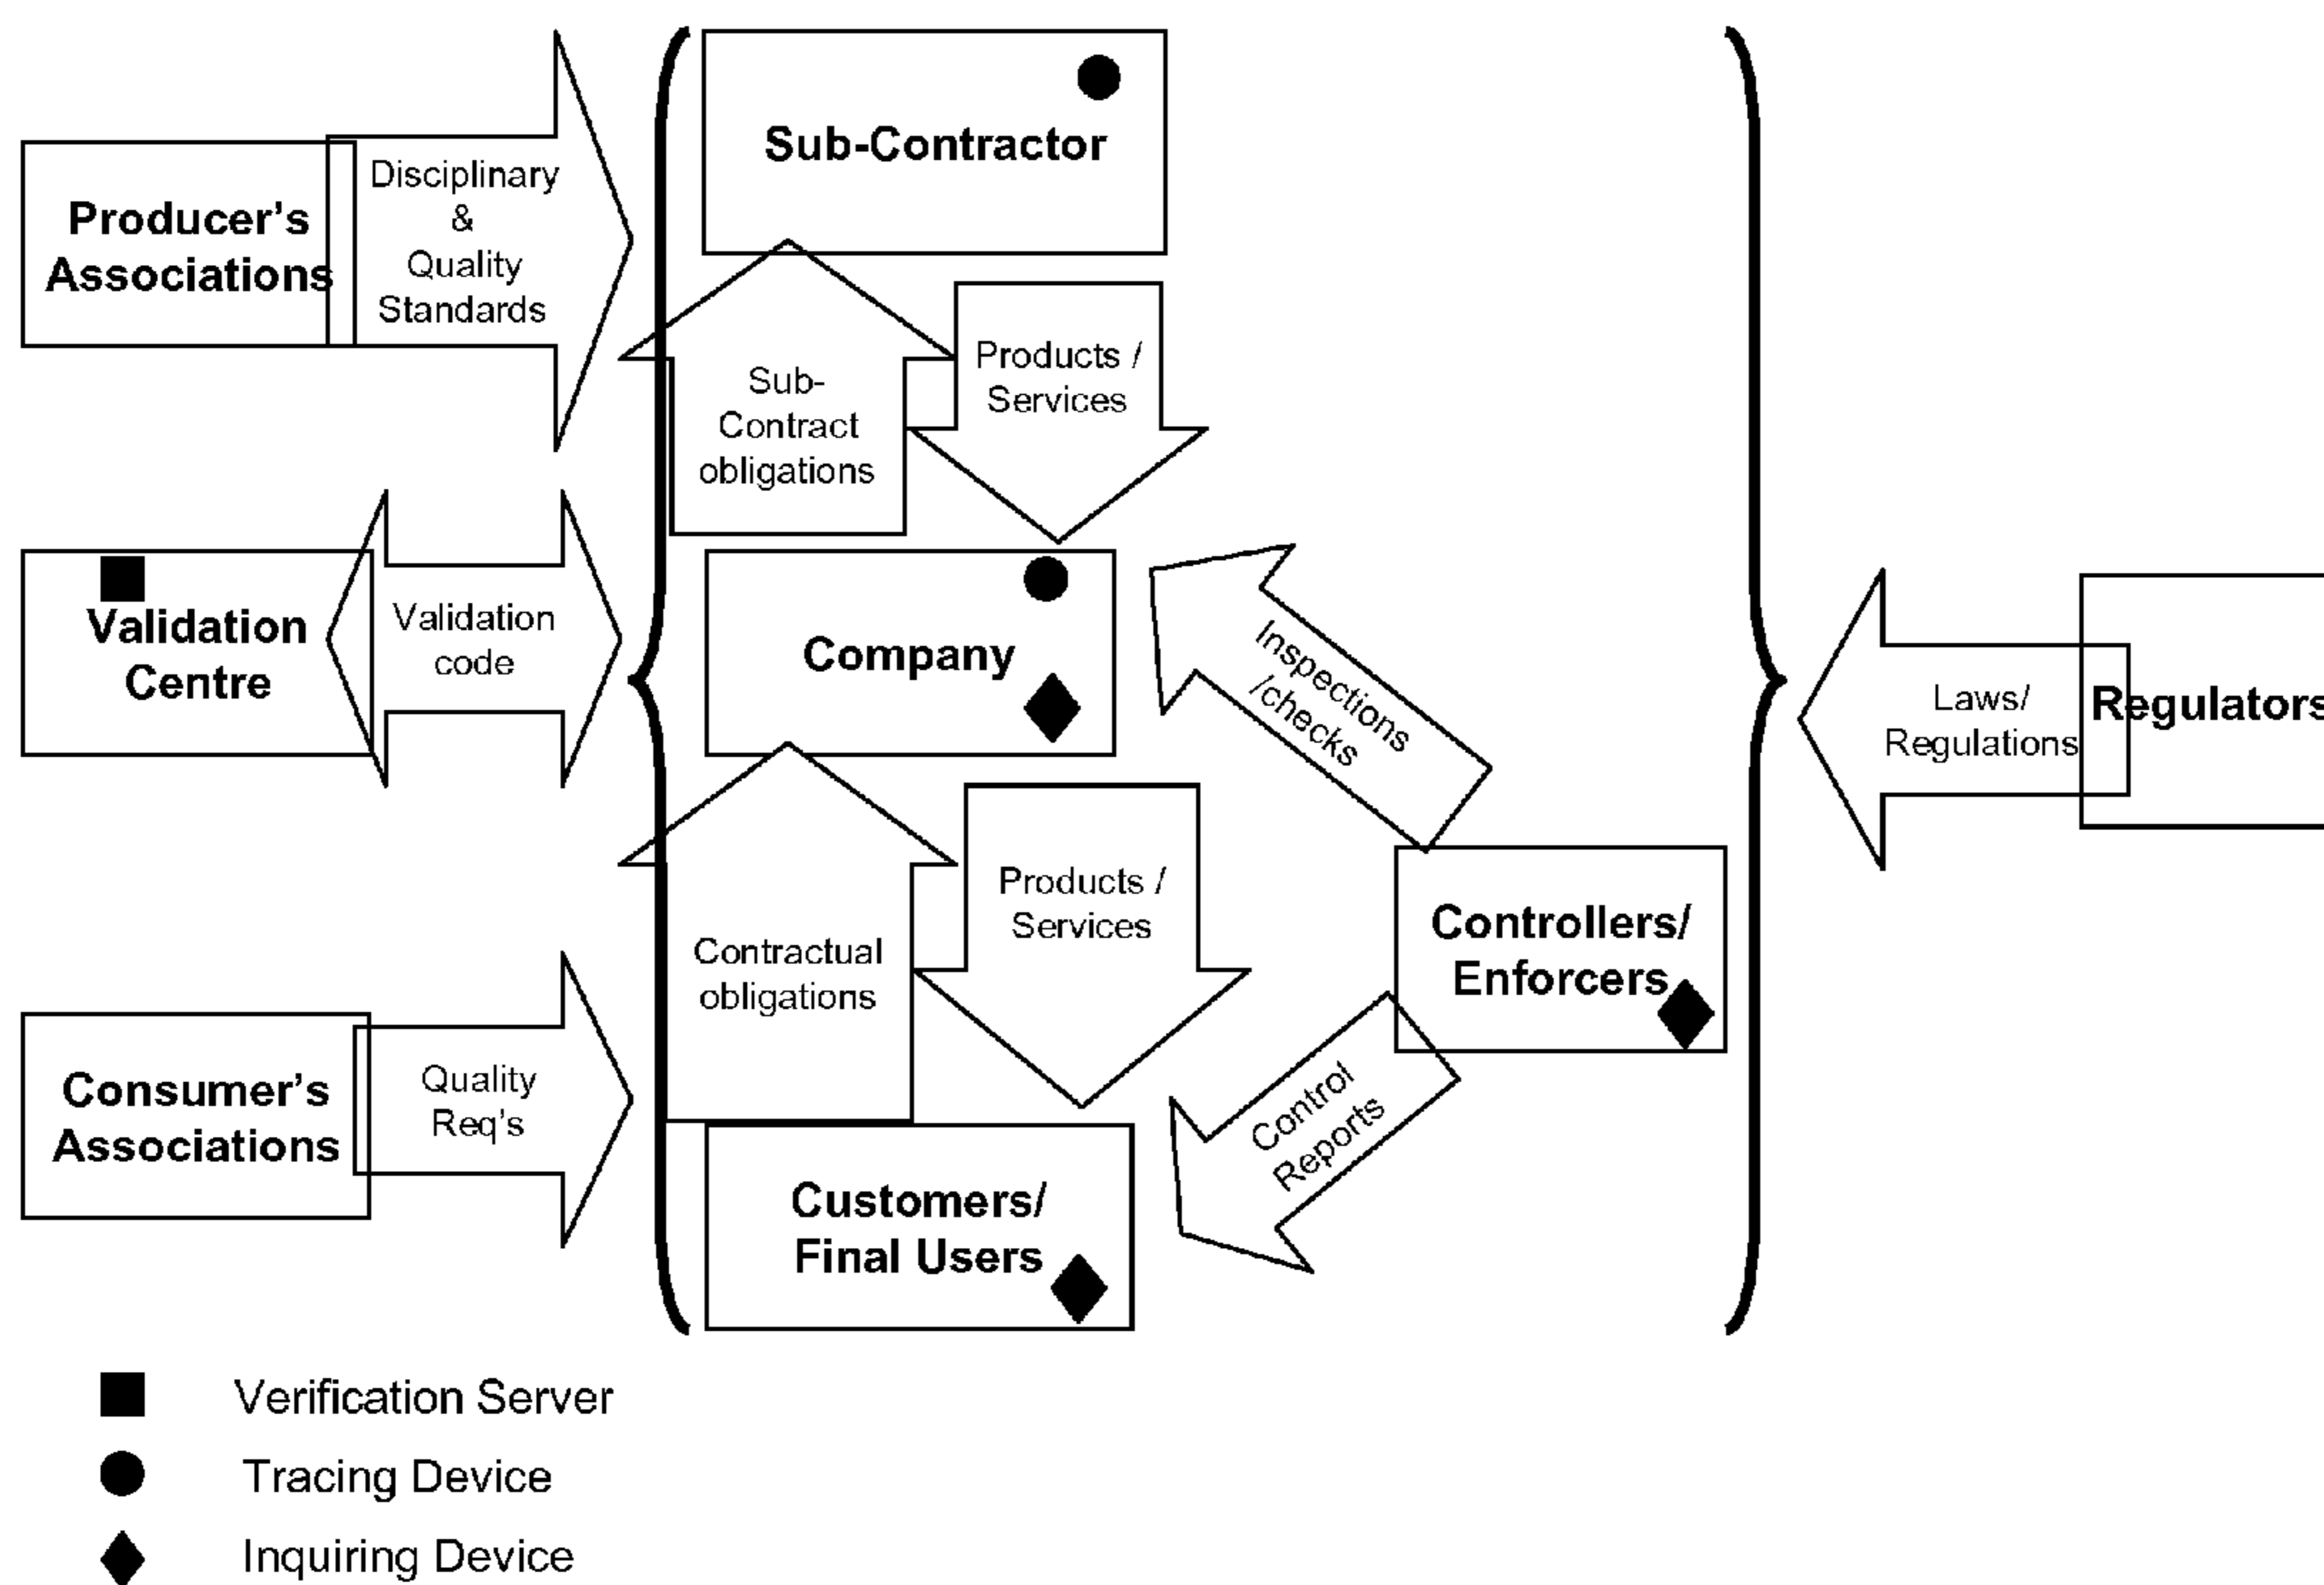 Sub-Contractor
Producer's
Associations
Disciplinary
&
Quality
Standards
Sub-
Contract
obligations
Products /
Services
Validation
Centre
Validation
code
Company
Inspections
/checks
Laws/
Regulations
Regulators
Contractual
obligations
Products /
Services
Controllers/
Enforcers
Control
Reports
Consumer's
Associations
Quality
Req's
Customers/
Final Users
Verification Server
Tracing Device
Inquiring Device